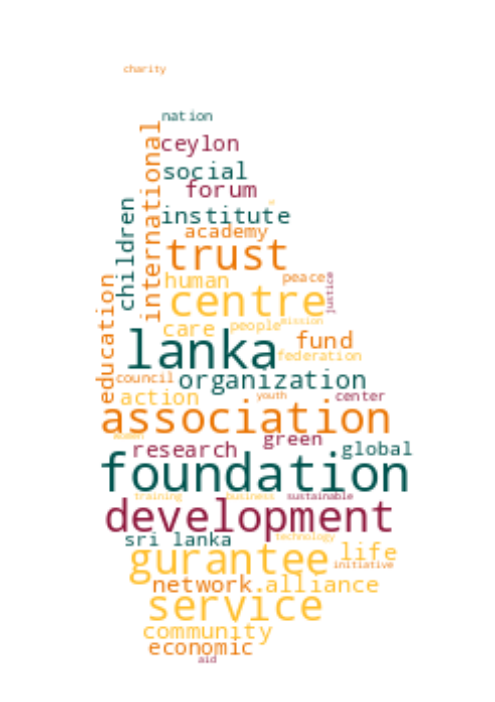 charity
nation
ceylon
international
social
forum
children
institute
academy
trust
human
peace
justice
education
centre
care
people
mission
fund
lanka
federation
council
organization
action
youth
center
association
women
green
research
global
foundation
training
business
sustainable
development
sri lanka
technology
gurantee
life
initiative
network
.alliance
service
community
economic
aid